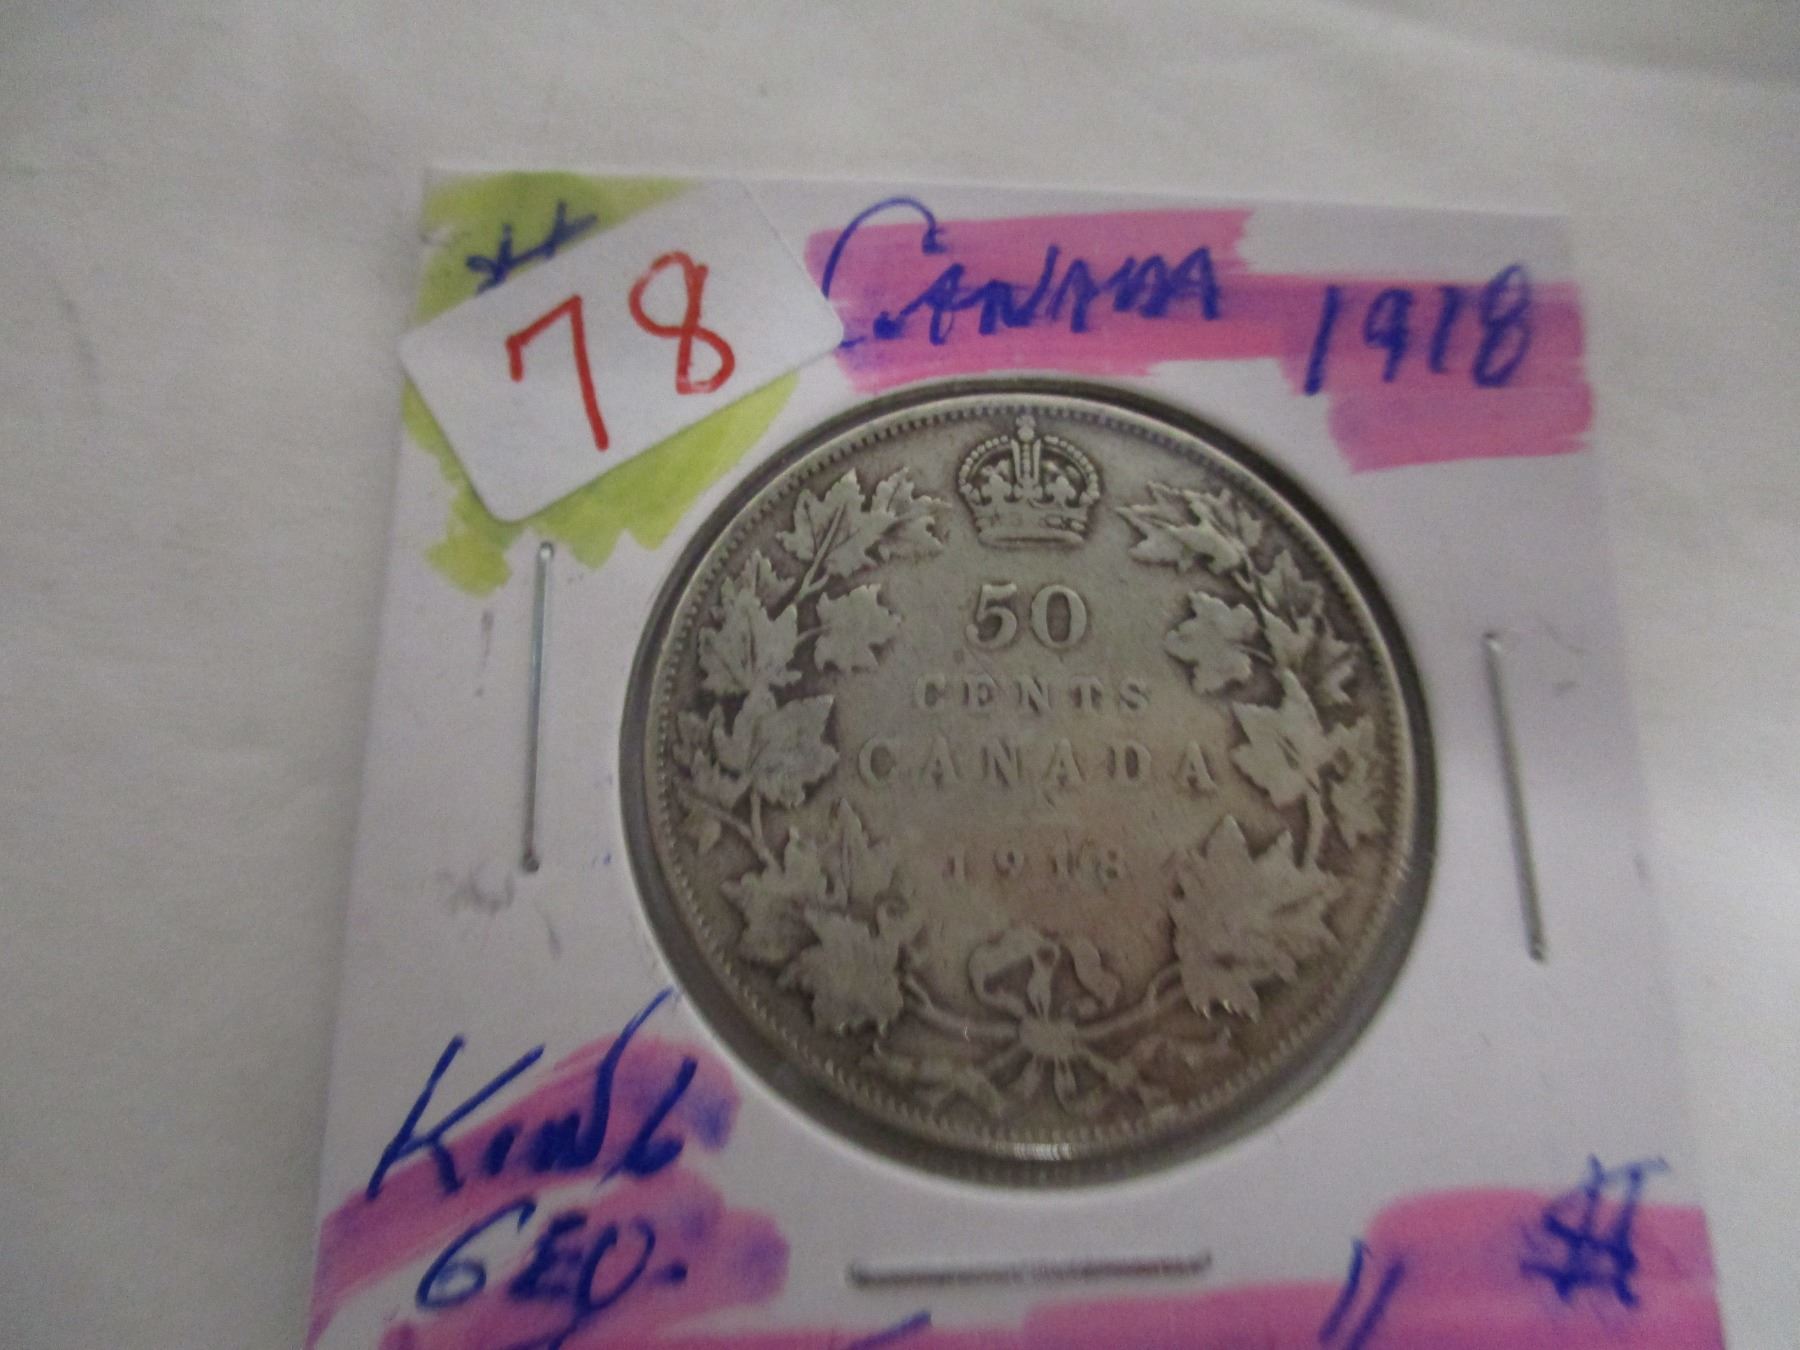 78
CANADA 1918
50
CENTS
CANADA
1918
KING
GEO.